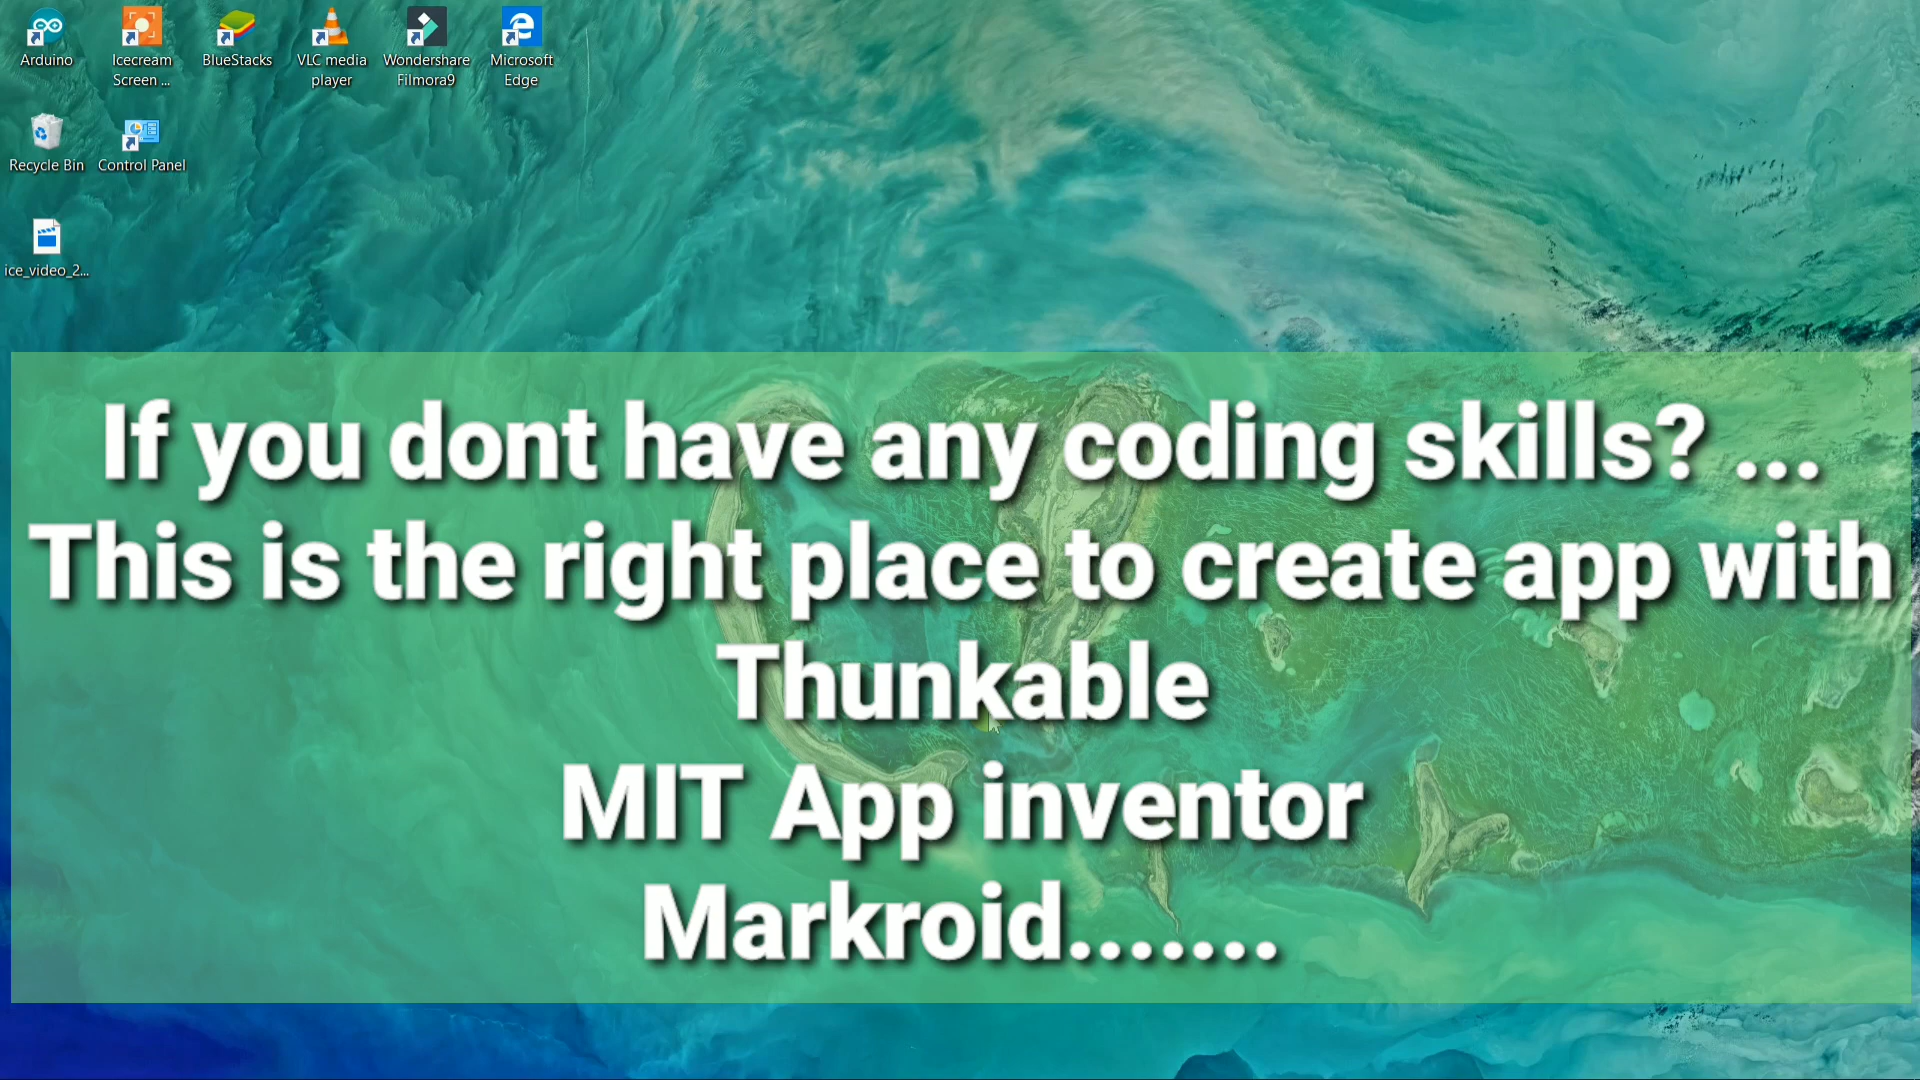 Arduino
Icecream
Screen ...
BlueStacks
VLC media
player
Wondershare
Filmora9
Microsoft
Edge
Recycle Bin
Control Panel
ice_video_2...
If you dont have any coding skills? ...
This is the right place to create app with
Thunkable
MIT App inventor
Markroid.......